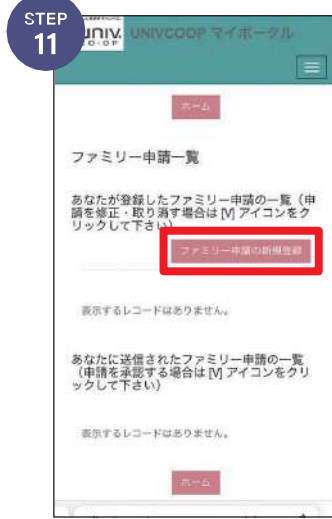 STEP
11
UNIV.
CO-OP
UNIVCOOP マイポータル
ホーム
ファミリー申請一覧
あなたが登録したファミリー申請の一覧（申
請を修正・取り消す場合は [V] アイコンをク
リックして下さい）
ファミリー申請の新規登録
表示するレコードはありません。
あなたに送信されたファミリー申請の一覧
（申請を承認する場合は [V] アイコンをクリ
ックして下さい）
表示するレコードはありません。
ホーム